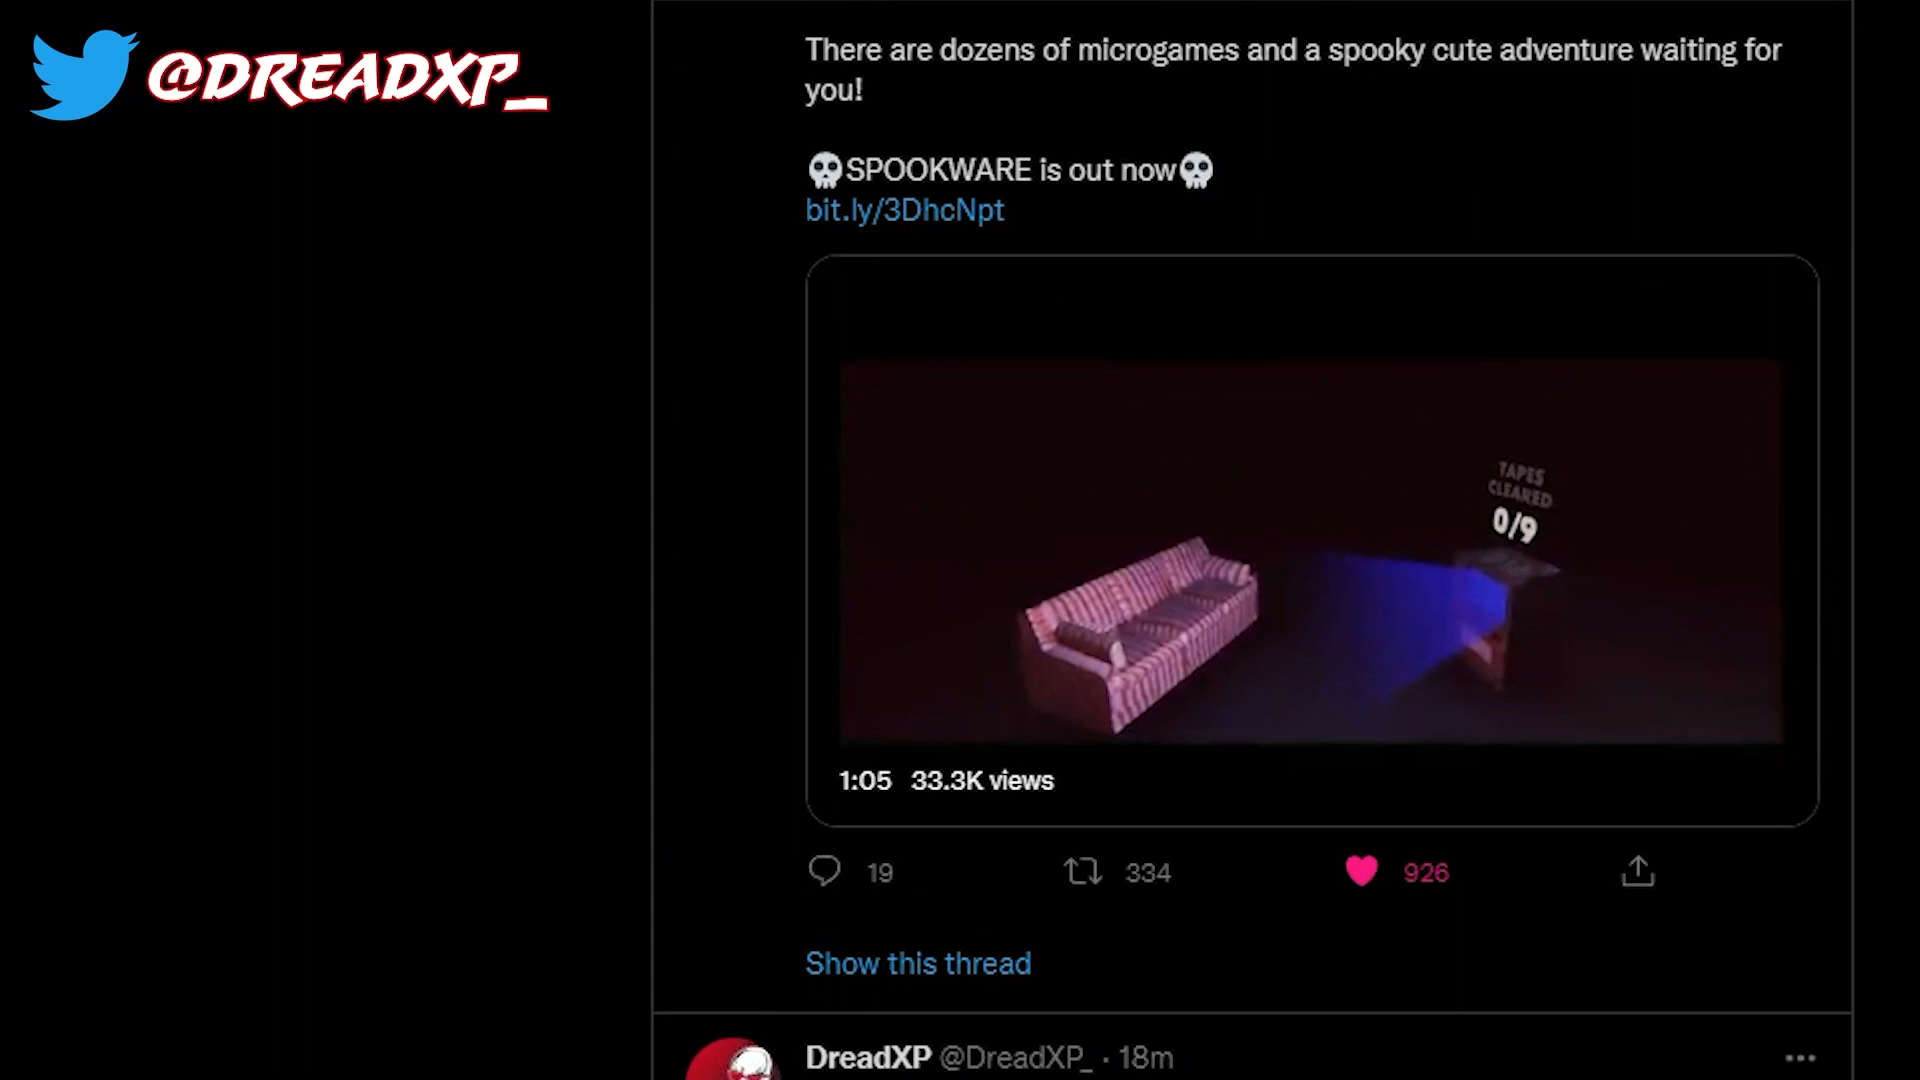 @DREADXP_
There are dozens of microgames and a spooky cute adventure waiting for
you!
💀SPOOKWARE is out now💀
bit.ly/3DhcNpt
TAPES
CLEARED
0/9
1:05 33.3K views
19 334 926
Show this thread
DreadXP @DreadXP_ · 18m